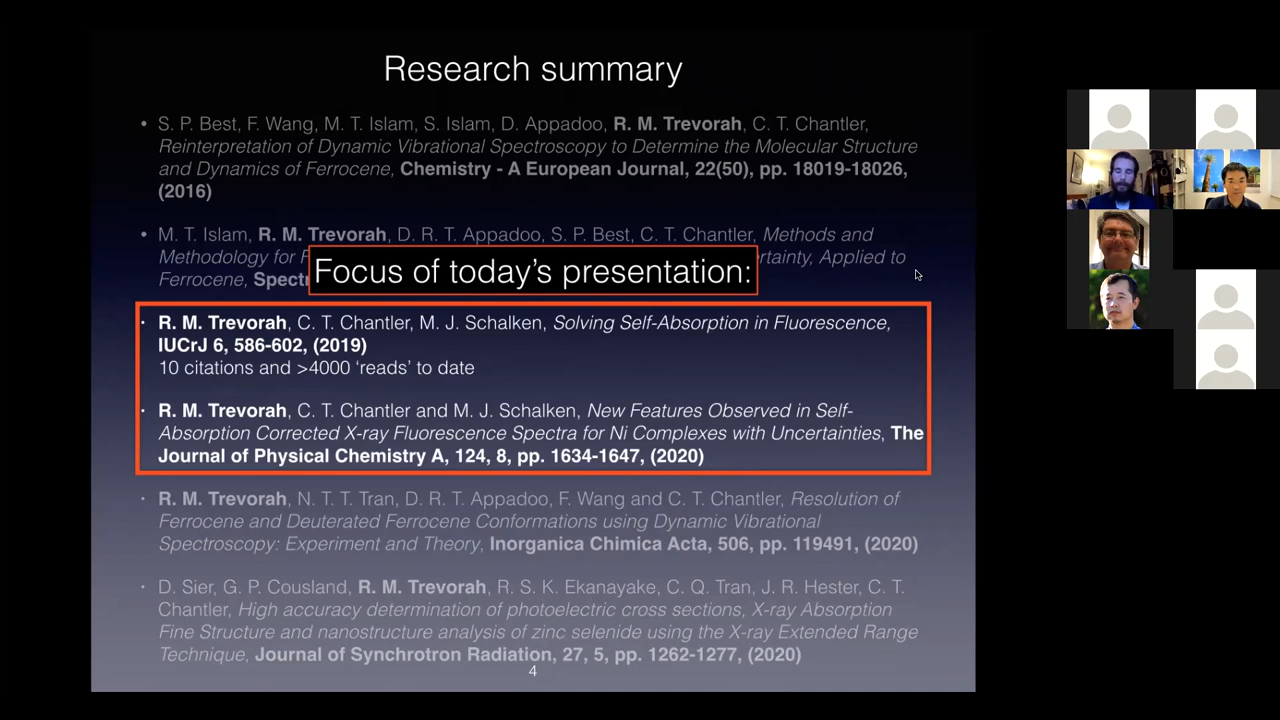 Research summary
• S. P. Best, F. Wang, M. T. Islam, S. Islam, D. Appadoo, R. M. Trevorah, C. T. Chantler,
Reinterpretation of Dynamic Vibrational Spectroscopy to Determine the Molecular Structure
and Dynamics of Ferrocene, Chemistry - A European Journal, 22(50), pp. 18019-18026,
(2016)
• M. T. Islam, R. M. Trevorah, D. R. T. Appadoo, S. P. Best, C. T. Chantler, Methods and
Methodology for Applied to
Ferrocene,
Focus of today's presentation:
· R. M. Trevorah, C. T. Chantler, M. J. Schalken, Solving Self-Absorption in Fluorescence,
IUCrJ 6, 586-602, (2019)
10 citations and >4000 'reads' to date
· R. M. Trevorah, C. T. Chantler and M. J. Schalken, New Features Observed in Self-
Absorption Corrected X-ray Fluorescence Spectra for Ni Complexes with Uncertainties, The
Journal of Physical Chemistry A, 124, 8, pp. 1634-1647, (2020)
· R. M. Trevorah, N. T. T. Tran, D. R. T. Appadoo, F. Wang and C. T. Chantler, Resolution of
Ferrocene and Deuterated Ferrocene Conformations using Dynamic Vibrational
Spectroscopy: Experiment and Theory, Inorganica Chimica Acta, 506, pp. 119491, (2020)
· D. Sier, G. P. Cousland, R. M. Trevorah, R. S. K. Ekanayake, C. Q. Tran, J. R. Hester, C. T.
Chantler, High accuracy determination of photoelectric cross sections, X-ray Absorption
Fine Structure and nanostructure analysis of zinc selenide using the X-ray Extended Range
Technique, Journal of Synchrotron Radiation, 27, 5, pp. 1262-1277, (2020)
4